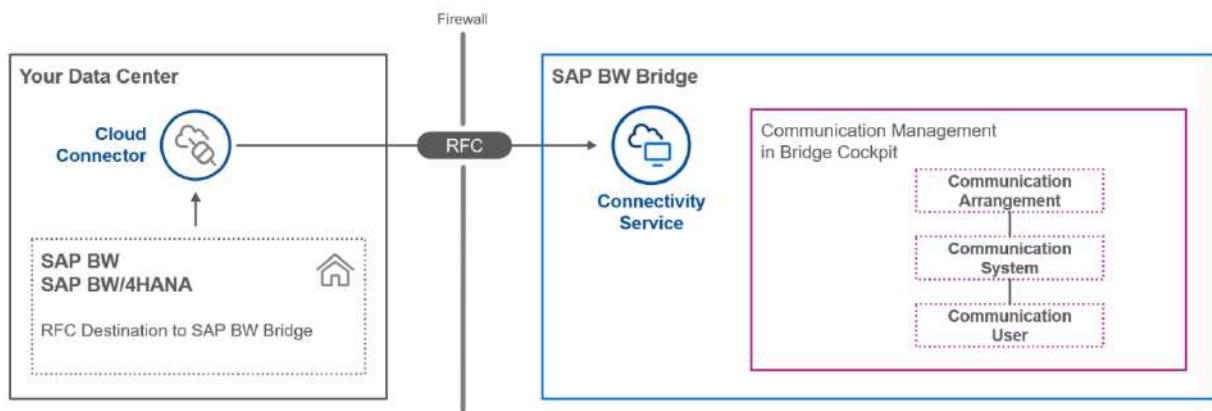 Firewall
Your Data Center
Cloud
Connector
SAP BW
SAP BW/4HANA
RFC Destination to SAP BW Bridge
RFC
SAP BW Bridge
Connectivity
Service
Communication Management
in Bridge Cockpit
Communication
Arrangement
Communication
System
Communication
User